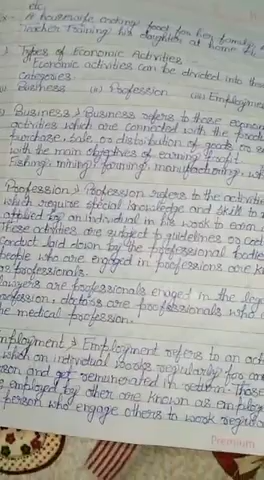 etc
Ex- A housewife cooking food for her family
Teacher Training his daughter at home
Types of Economic Activities -
Economic activities can be divided into three
categories.
Business (ii) Profession (iii) Employment
Business → Business refers to those economic
activities which are connected with the
purchase, sale, or distribution of goods, or
with the main objectives of earning profit
Fishing, mining, farming, manufacturing,
Profession → Profession refers to the activities
which require special knowledge and skill to
applied by an individual in his work to earn
These activities are subject to guidelines or
conduct laid down by the professional bodies
people who are engaged in professions are
as professionals.
lawyers are professionals engaged in the
profession, doctors are professionals who
the medical profession.
Employment → Employment refers to an
which an individual works regularly for
and get remunerated in return. Those
employed by other are known as
person who engage others to work
Premium